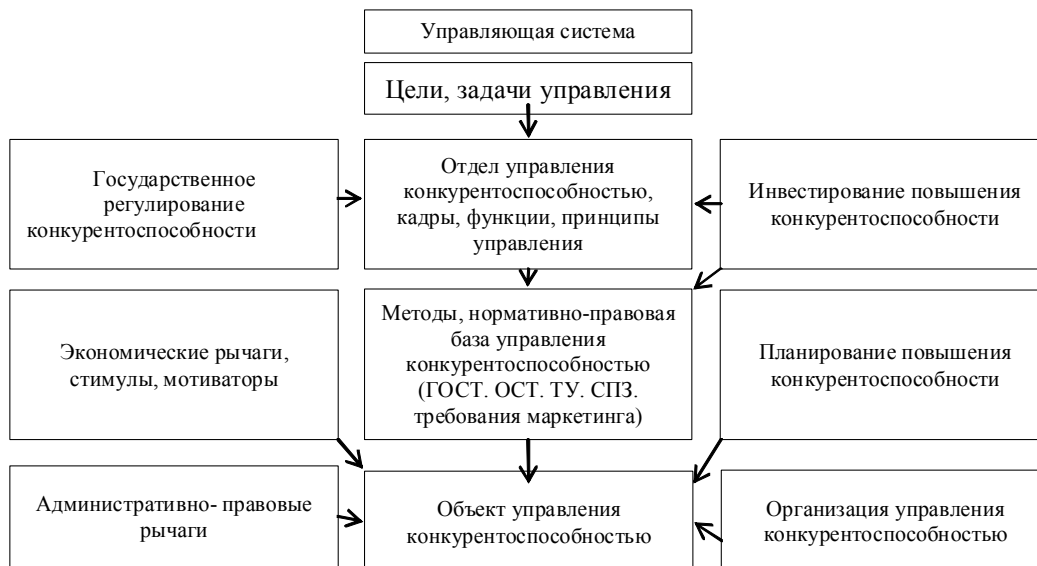 Управляющая система
Цели, задачи управления
Государственное
регулирование
конкурентоспособности
Отдел управления
конкурентоспособностью,
кадры, функции, принципы
управления
Инвестирование повышения
конкурентоспособности
Экономические рычаги,
стимулы, мотиваторы
Методы, нормативно-правовая
база управления
конкурентоспособностью
(ГОСТ. ОСТ. ТУ. СПЗ.
требования маркетинга)
Планирование повышения
конкурентоспособности
Административно- правовые
рычаги
Объект управления
конкурентоспособностью
Организация управления
конкурентоспособностью